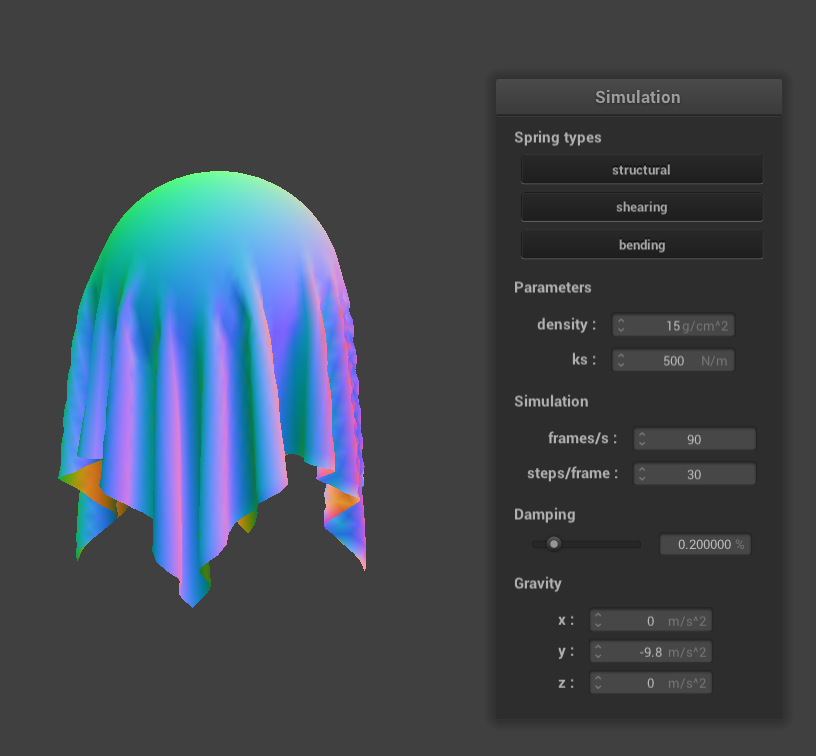 Simulation
Spring types
structural
shearing
bending
Parameters
density : 15 g/cm^2
ks : 500 N/m
Simulation
frames/s : 90
steps/frame : 30
Damping
0.200000 %
Gravity
x : 0 m/s^2
y : -9.8 m/s^2
z : 0 m/s^2